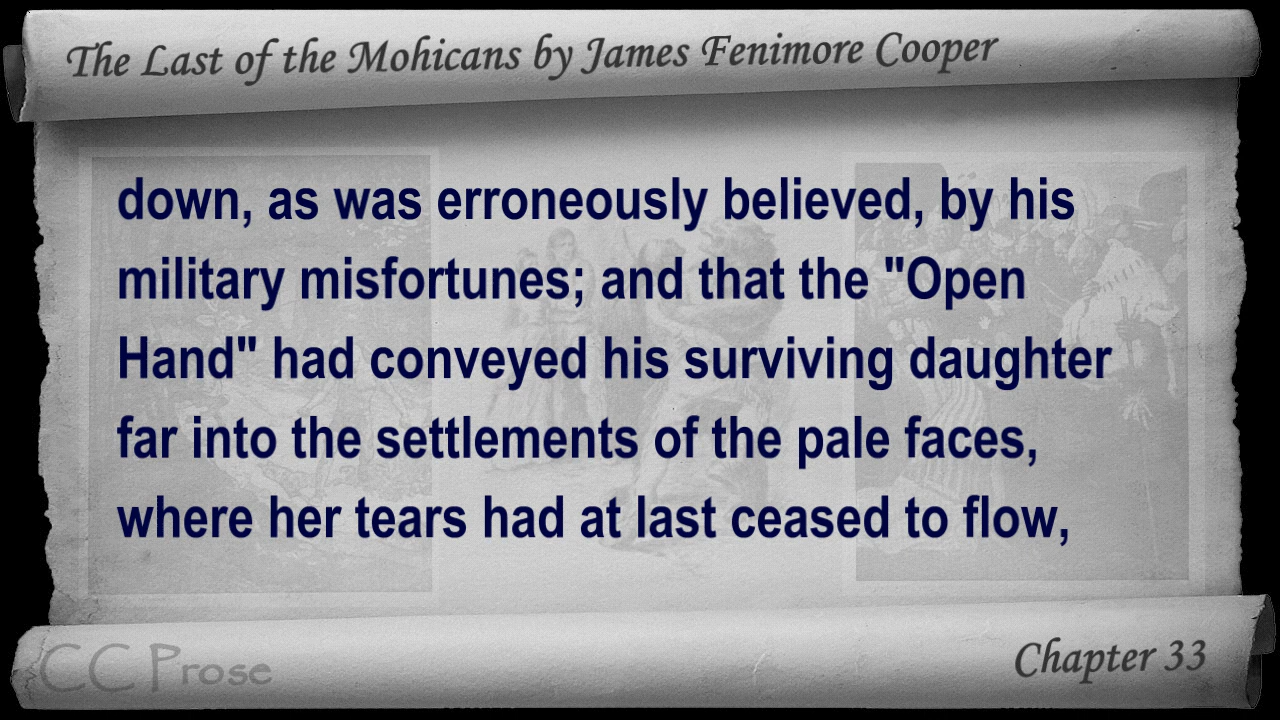 The Last of the Mohicans by James Fenimore Cooper
down, as was erroneously believed, by his
military misfortunes; and that the "Open
Hand" had conveyed his surviving daughter
far into the settlements of the pale faces,
where her tears had at last ceased to flow,
CC Prose
Chapter 33